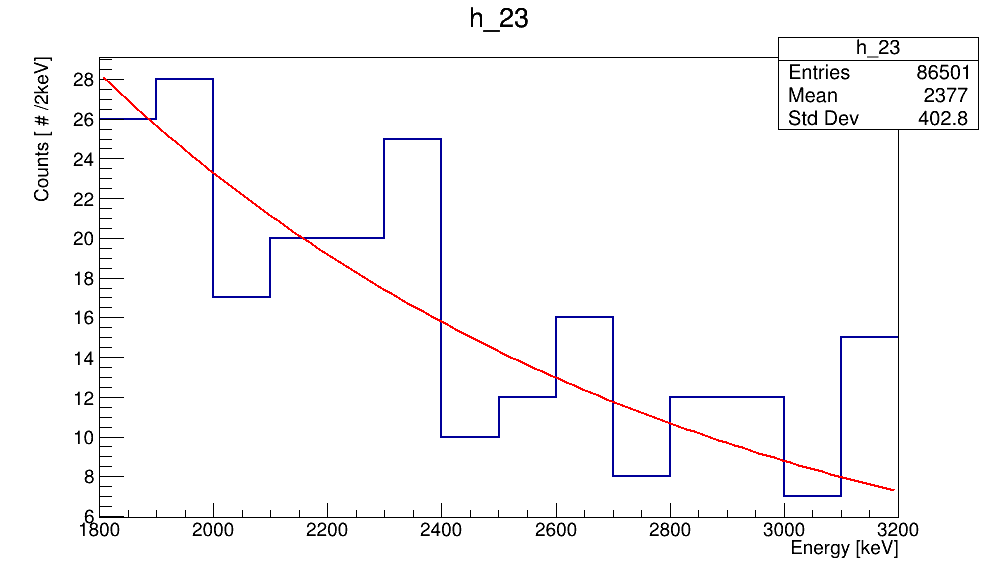 h_23
h_23
Entries 86501
Mean 2377
Std Dev 402.8
Counts [ # /2keV]
28
26
24
22
20
18
16
14
12
10
8
6
1800 2000 2200 2400 2600 2800 3000 3200
Energy [keV]